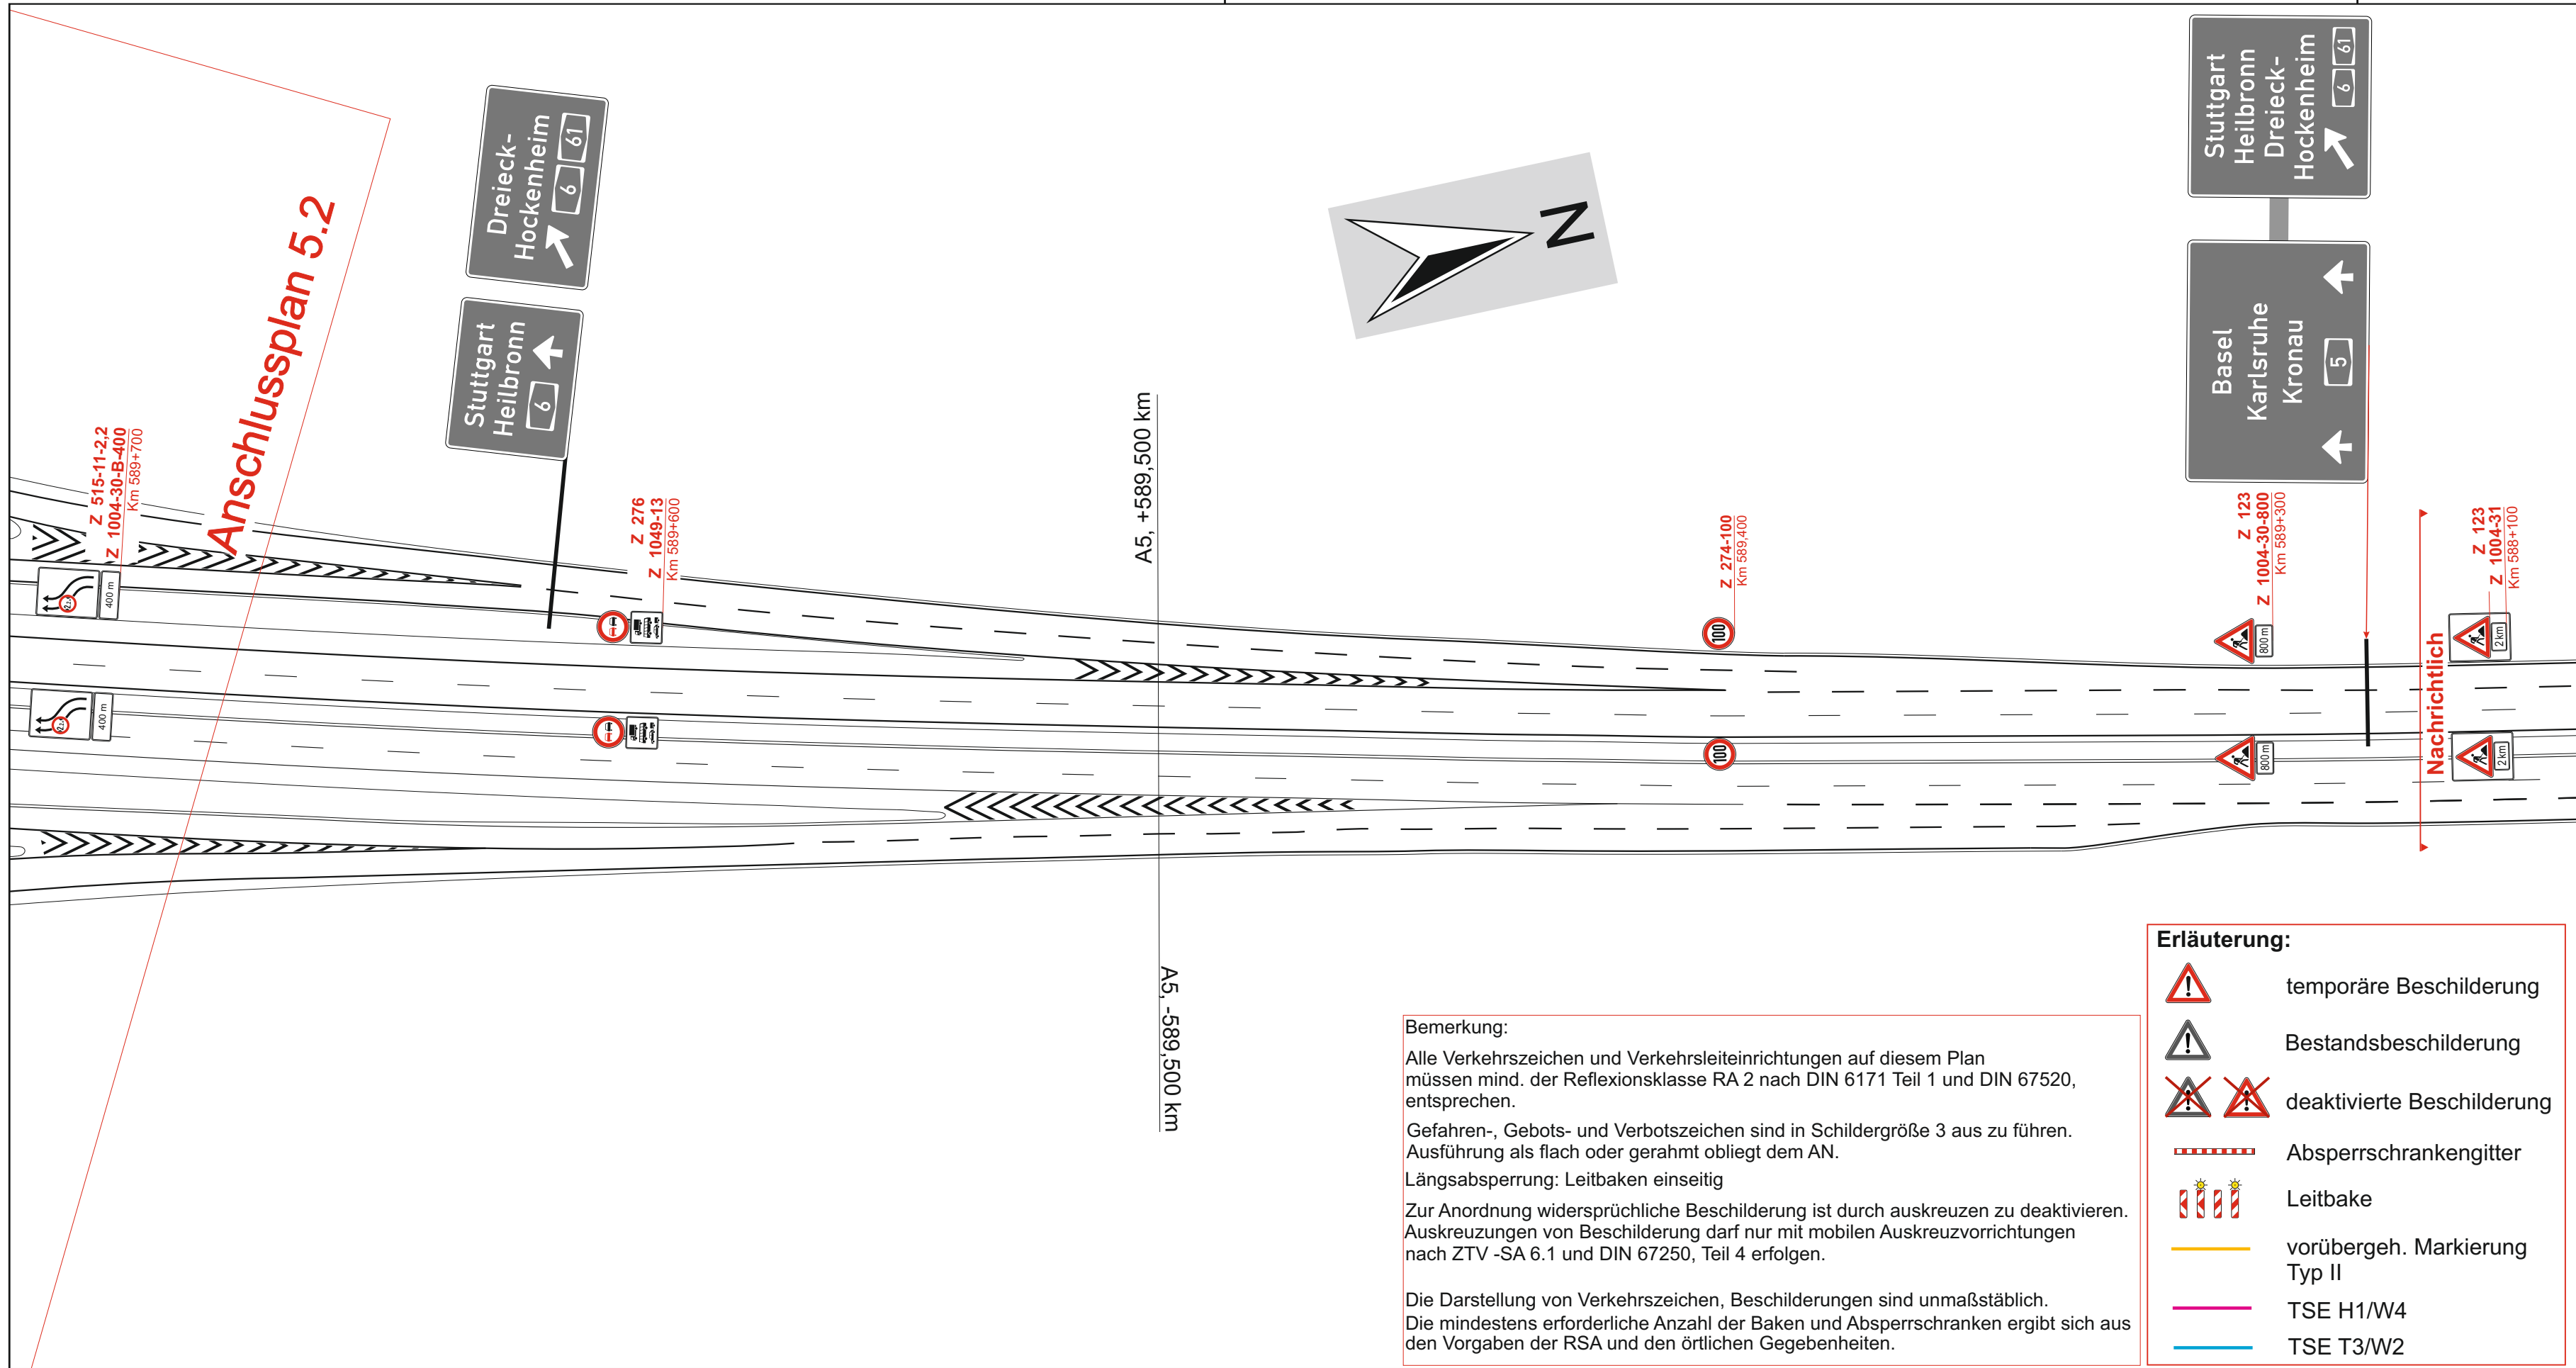 Z 515-11-2,2
Z 1004-30-B-400
Km 589+700
Anschlussplan 5.2
Dreieck-
Hockenheim
6 61
Stuttgart
Heilbronn
6
Z 276
Z 1049-13
Km 589+600
A5, +589,500 km
A5, -589,500 km
N
Z 274-100
Km 589,400
100
100
Stuttgart
Heilbronn
Dreieck-
Hockenheim
6 61
Basel
Karlsruhe
Kronau
5
Z 123
Z 1004-30-800
Km 589+300
800 m
800 m
Nachrichtlich
Z 123
Z 1004-31
Km 588+100
2 km
2 km
400 m
400 m
Bemerkung:
Alle Verkehrszeichen und Verkehrsleiteinrichtungen auf diesem Plan
müssen mind. der Reflexionsklasse RA 2 nach DIN 6171 Teil 1 und DIN 67520,
entsprechen.
Gefahren-, Gebots- und Verbotszeichen sind in Schildergröße 3 aus zu führen.
Ausführung als flach oder gerahmt obliegt dem AN.
Längsabsperrung: Leitbaken einseitig
Zur Anordnung widersprüchliche Beschilderung ist durch auskreuzen zu deaktivieren.
Auskreuzungen von Beschilderung darf nur mit mobilen Auskreuzvorrichtungen
nach ZTV -SA 6.1 und DIN 67250, Teil 4 erfolgen.
Die Darstellung von Verkehrszeichen, Beschilderungen sind unmaßstäblich.
Die mindestens erforderliche Anzahl der Baken und Absperrschranken ergibt sich aus
den Vorgaben der RSA und den örtlichen Gegebenheiten.
Erläuterung:
temporäre Beschilderung
Bestandsbeschilderung
deaktivierte Beschilderung
Absperrschrankengitter
Leitbake
vorübergeh. Markierung
Typ II
TSE H1/W4
TSE T3/W2